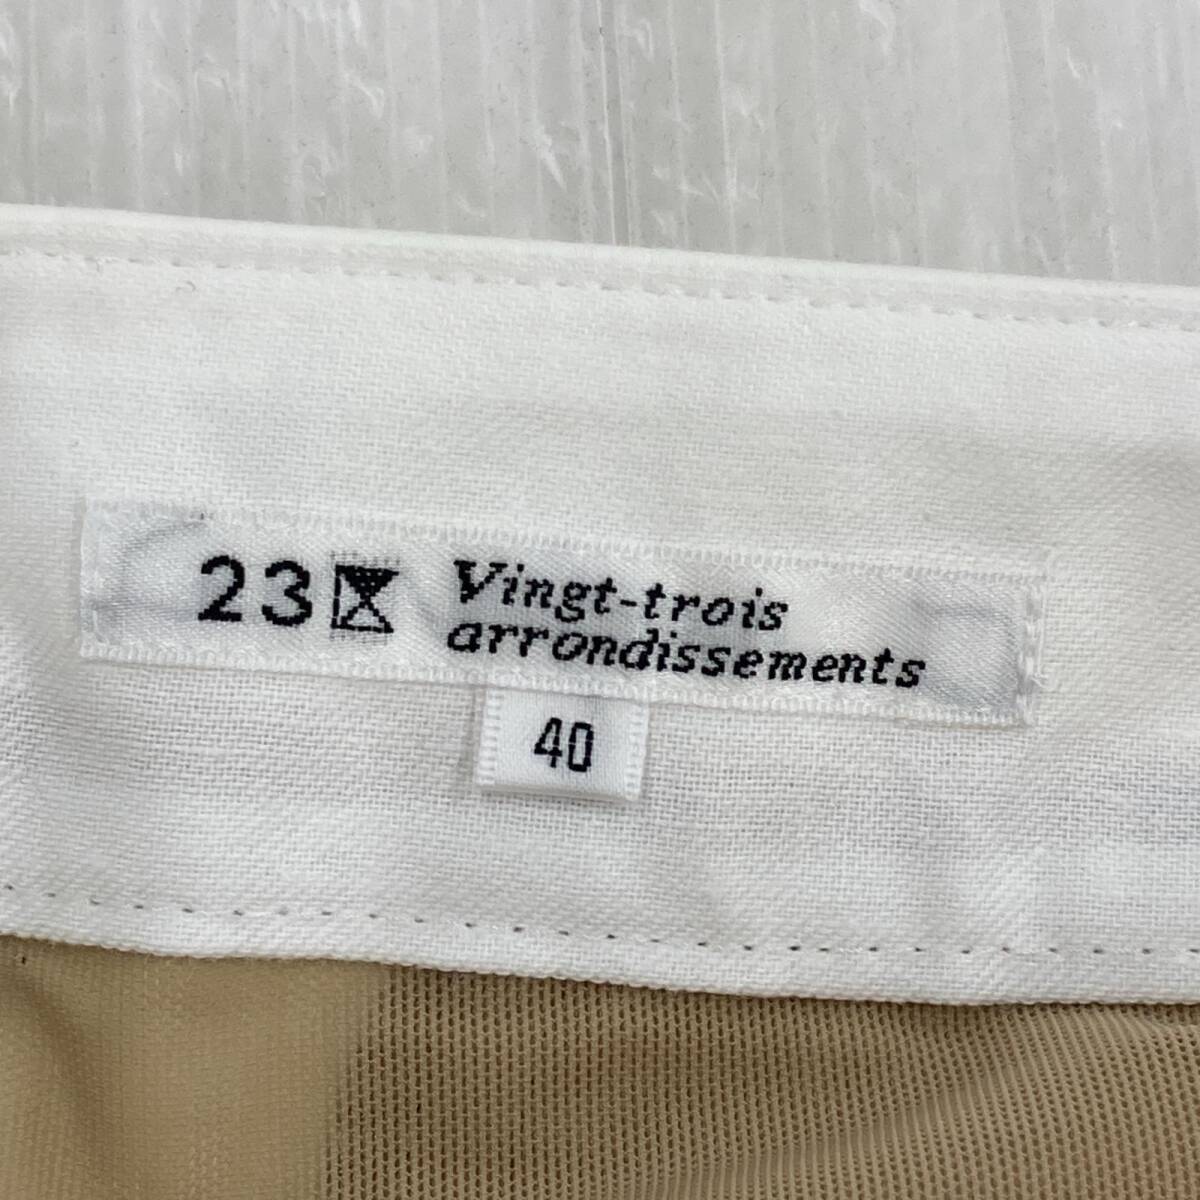 23区 Vingt-trois
arrondissements
40